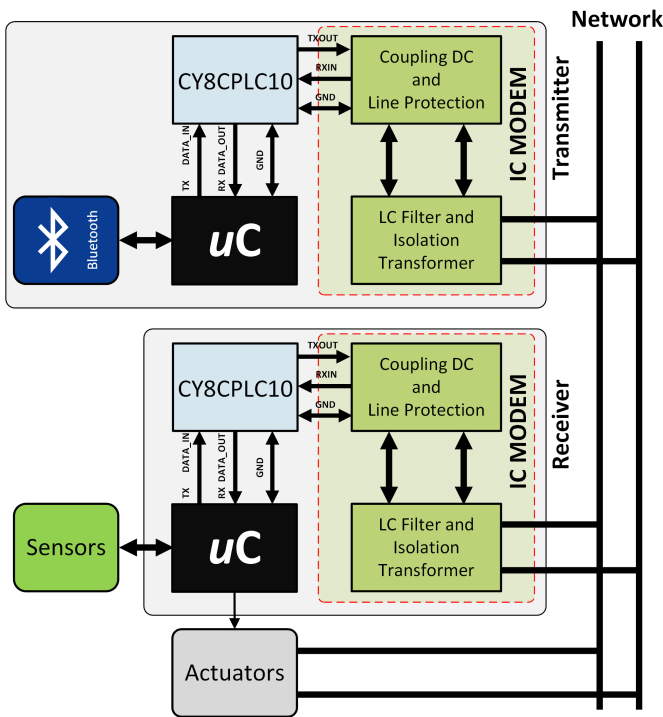 Network
TXOUT
RXIN
GND
CY8CPLC10
Coupling DC
and
Line Protection
IC MODEM
Transmitter
TX
DATA_IN
RX
DATA_OUT
GND
Bluetooth
uC
LC Filter and
Isolation
Transformer
TXOUT
RXIN
GND
CY8CPLC10
Coupling DC
and
Line Protection
IC MODEM
Receiver
TX
DATA_IN
RX
DATA_OUT
GND
Sensors
uC
LC Filter and
Isolation
Transformer
Actuators